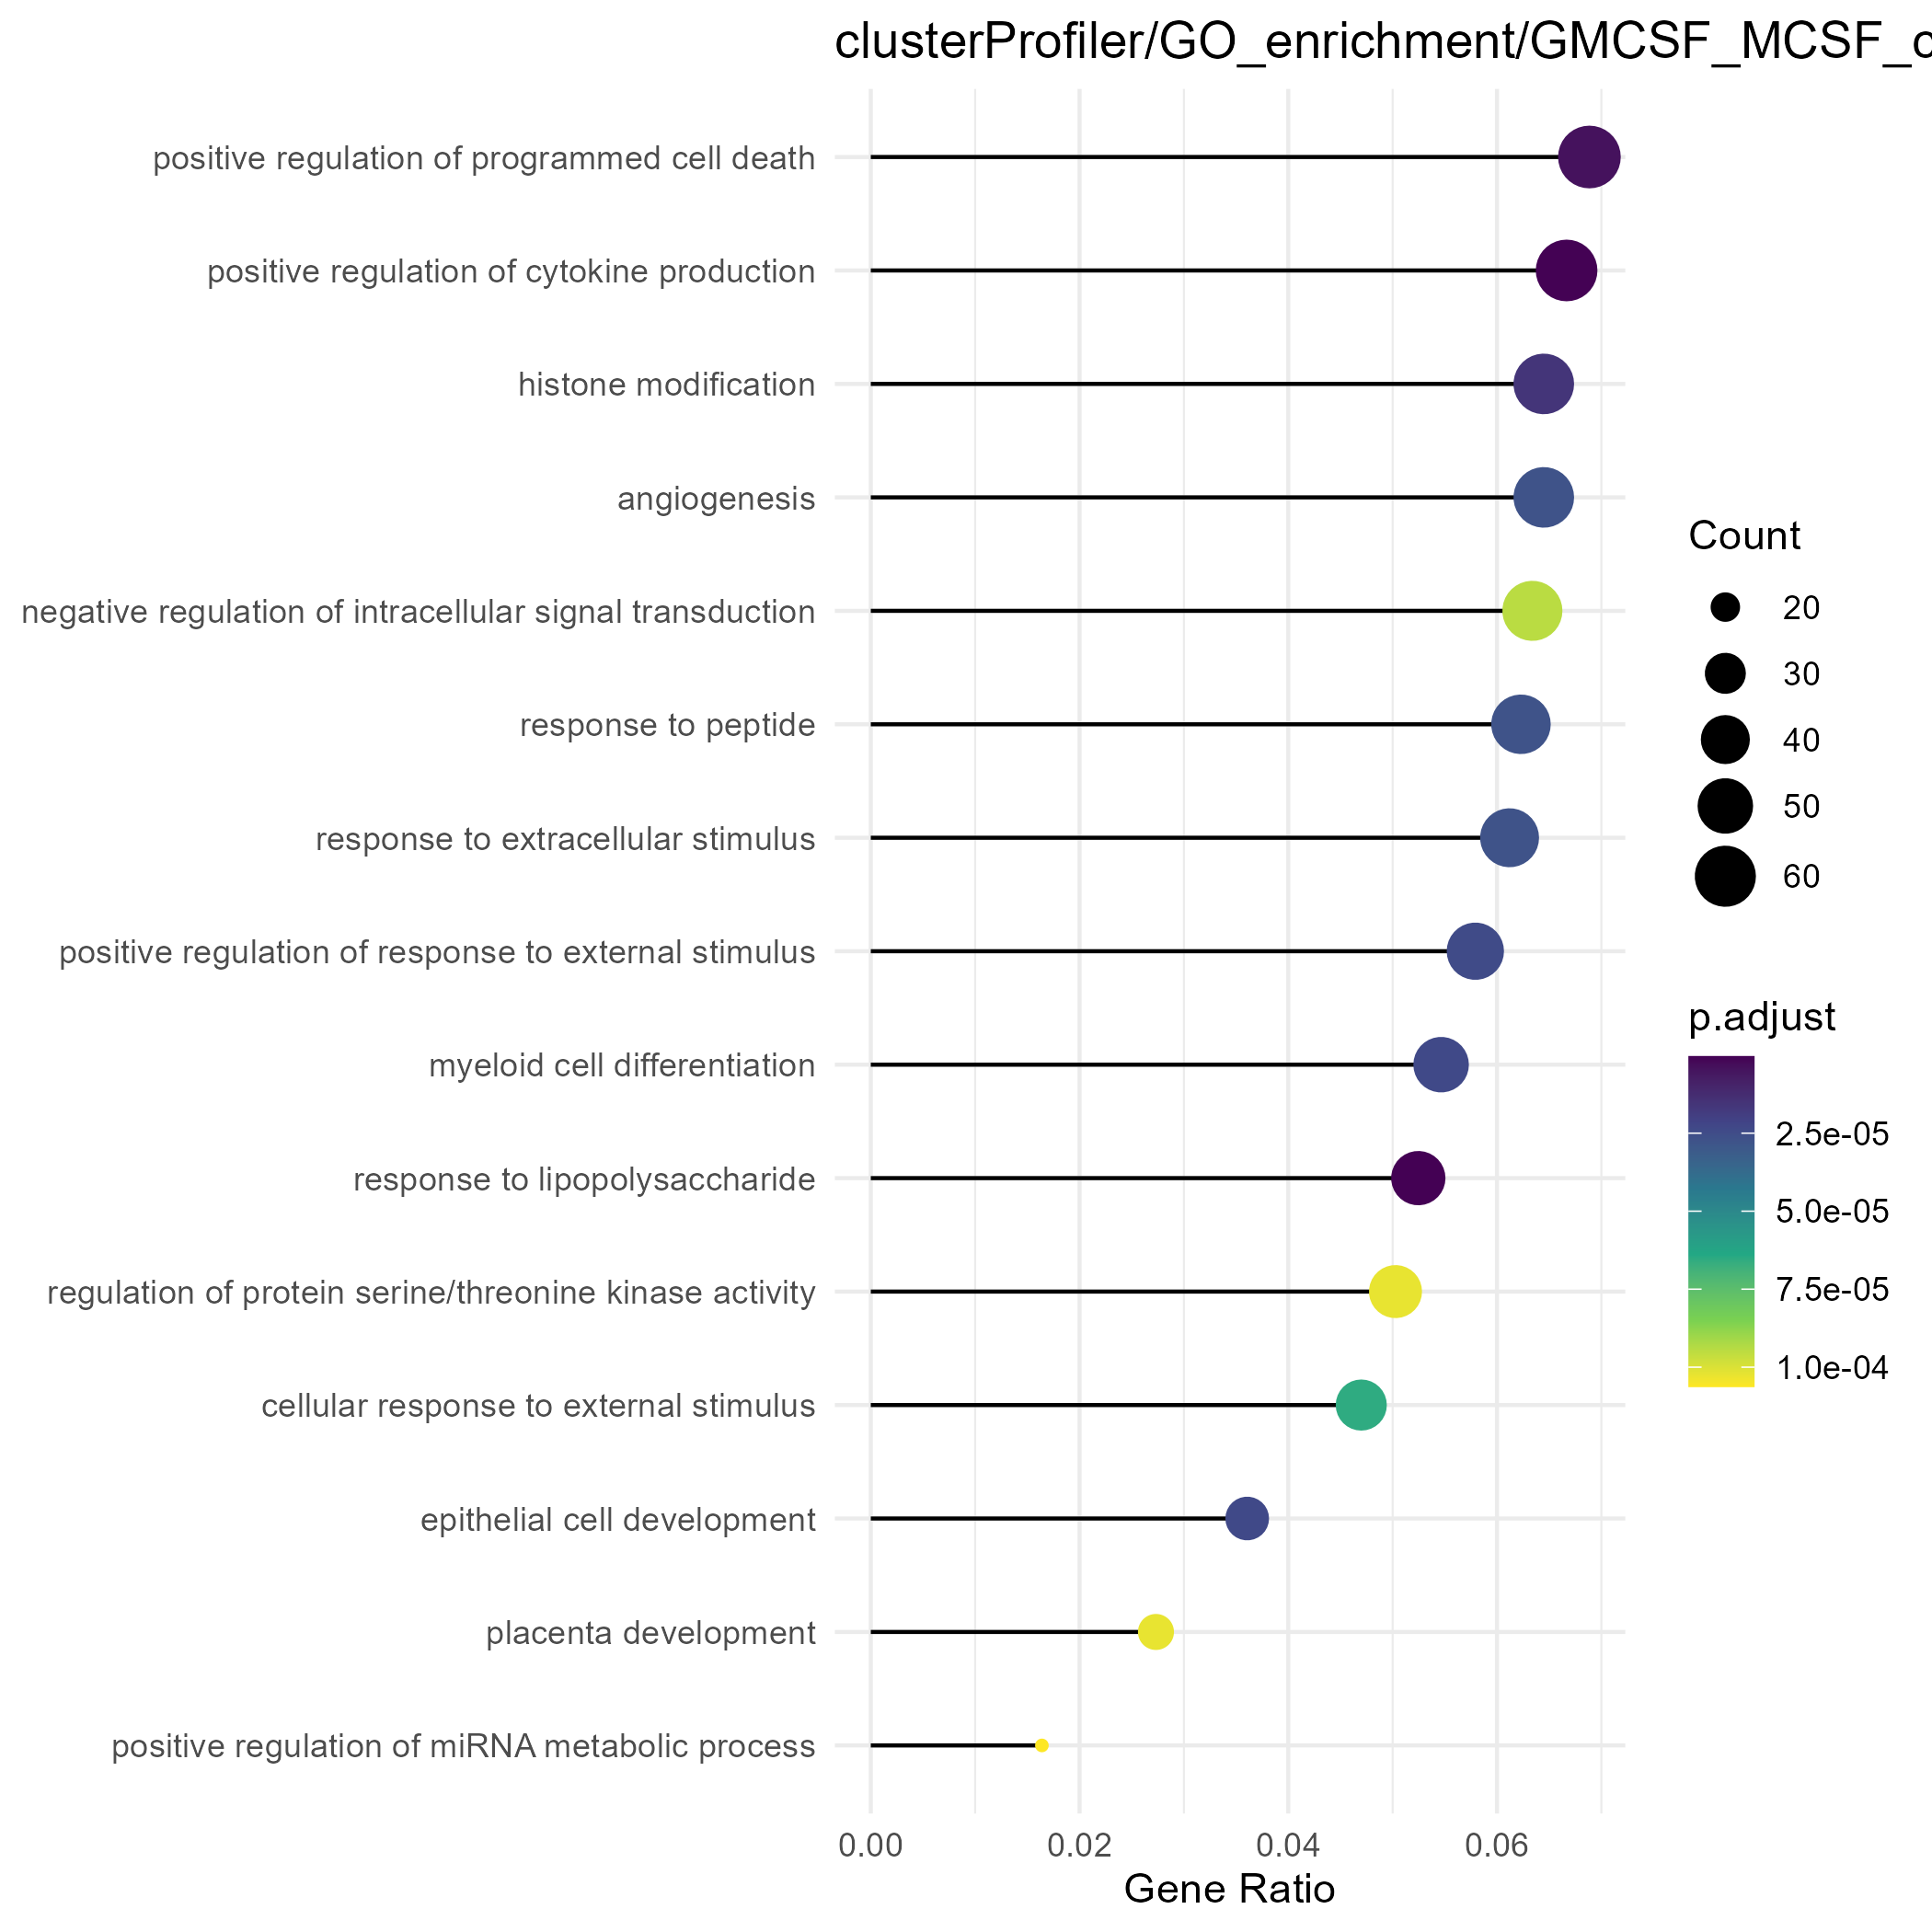 clusterProfiler/GO_enrichment/GMCSF_MCSF_
positive regulation of programmed cell death
positive regulation of cytokine production
histone modification
angiogenesis
negative regulation of intracellular signal transduction
response to peptide
response to extracellular stimulus
positive regulation of response to external stimulus
myeloid cell differentiation
response to lipopolysaccharide
regulation of protein serine/threonine kinase activity
cellular response to external stimulus
epithelial cell development
placenta development
positive regulation of miRNA metabolic process
0.00 0.02 0.04 0.06
Gene Ratio
Count
20
30
40
50
60
p.adjust
2.5e-05
5.0e-05
7.5e-05
1.0e-04